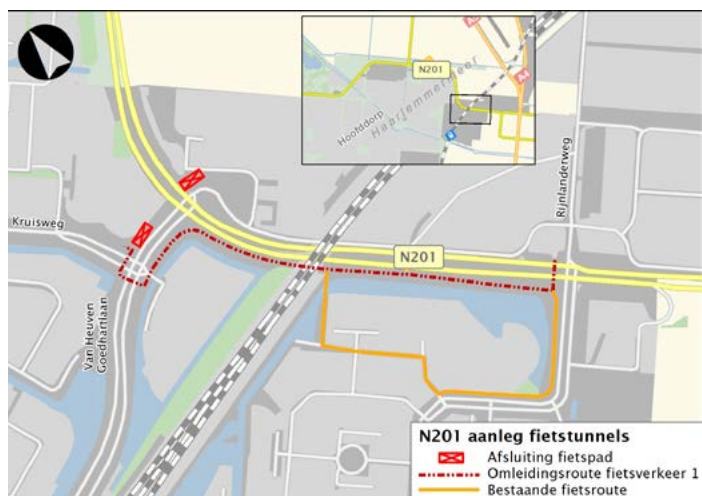 N201
A4
Haarlemmermeer
Hoofddorp
Kruisweg
Rijnlanderweg
N201
Van Heuven
Goedhartlaan
N201 aanleg fietstunnels
Afsluiting fietspad
Omleidingsroute fietsverkeer 1
Bestaande fietsroute